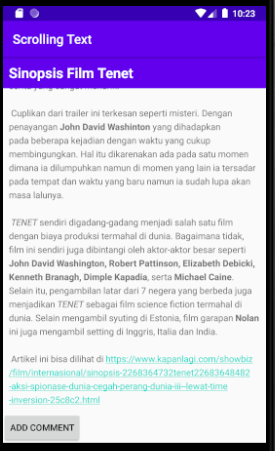 10:23
Scrolling Text
Sinopsis Film Tenet
Cuplikan dari trailer ini terkesan seperti misteri. Dengan
penayangan John David Washinton yang dihadapkan
pada beberapa kejadian dengan waktu yang cukup
membingungkan. Hal itu dikarenakan ada pada satu momen
dimana ia dilumpuhkan namun di momen yang lain ia tersadar
pada tempat dan waktu yang baru namun ia sudah lupa akan
masa lalunya.
TENET sendiri digadang-gadang menjadi salah satu film
dengan biaya produksi termahal di dunia. Bagaimana tidak,
film ini sendiri juga dibintangi oleh aktor-aktor besar seperti
John David Washington, Robert Pattinson, Elizabeth Debicki,
Kenneth Branagh, Dimple Kapadia, serta Michael Caine.
Selain itu, pengambilan latar dari 7 negera yang berbeda juga
menjadikan TENET sebagai film science fiction termahal di
dunia. Selain mengambil syuting di Estonia, film garapan Nolan
ini juga mengambil setting di Inggris, Italia dan India.
Artikel ini bisa dilihat di https://www.kapanlagi.com/showbiz
/film/internasional/sinopsis-2268364732tenet22683648482
-aksi-spionase-dunia-cegah-perang-dunia-iii--lewat-time
-inversion-25c8c2.html
ADD COMMENT